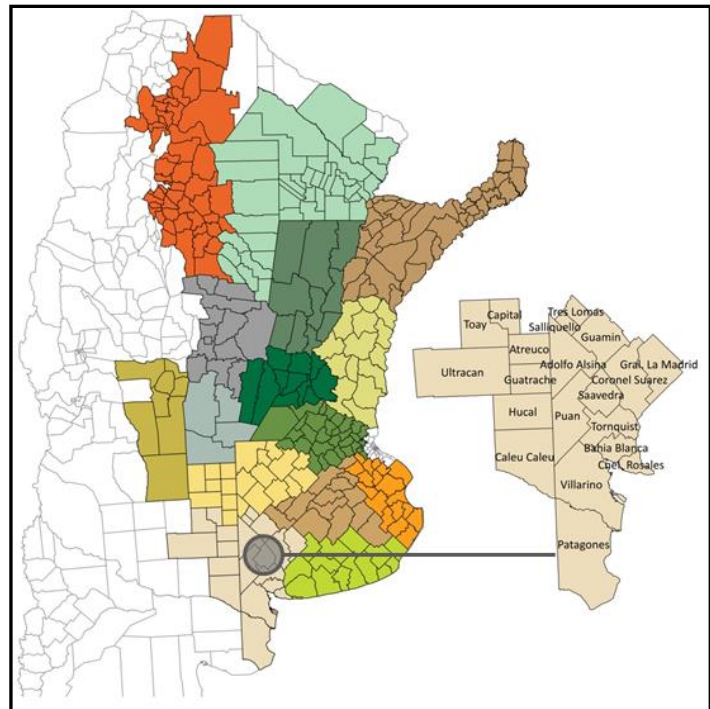 Tres Lomas
Capital
Salliquello
Toay
Guamin
Atreuco
Adolfo Alsina
Gral. La Madrid
Ultracan
Guatrache
Coronel Suarez
Saavedra
Hucal
Puan
Tornquist
Bahia Blanca
Caleu Caleu
Cnel. Rosales
Villarino
Patagones